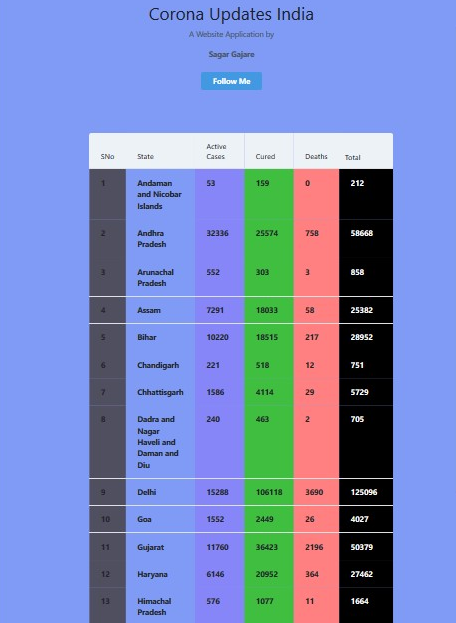 Corona Updates India
A Website Application by
Sagar Gajare
Follow Me
SNo State Active Cases Cured Deaths Total
1 Andaman and Nicobar Islands 53 159 0 212
2 Andhra Pradesh 32336 25574 758 58668
3 Arunachal Pradesh 552 303 3 858
4 Assam 7291 18033 58 25382
5 Bihar 10220 18515 217 28952
6 Chandigarh 221 518 12 751
7 Chhattisgarh 1586 4114 29 5729
8 Dadra and Nagar Haveli and Daman and Diu 240 463 2 705
9 Delhi 15288 106118 3690 125096
10 Goa 1552 2449 26 4027
11 Gujarat 11760 36423 2196 50379
12 Haryana 6146 20952 364 27462
13 Himachal Pradesh 576 1077 11 1664